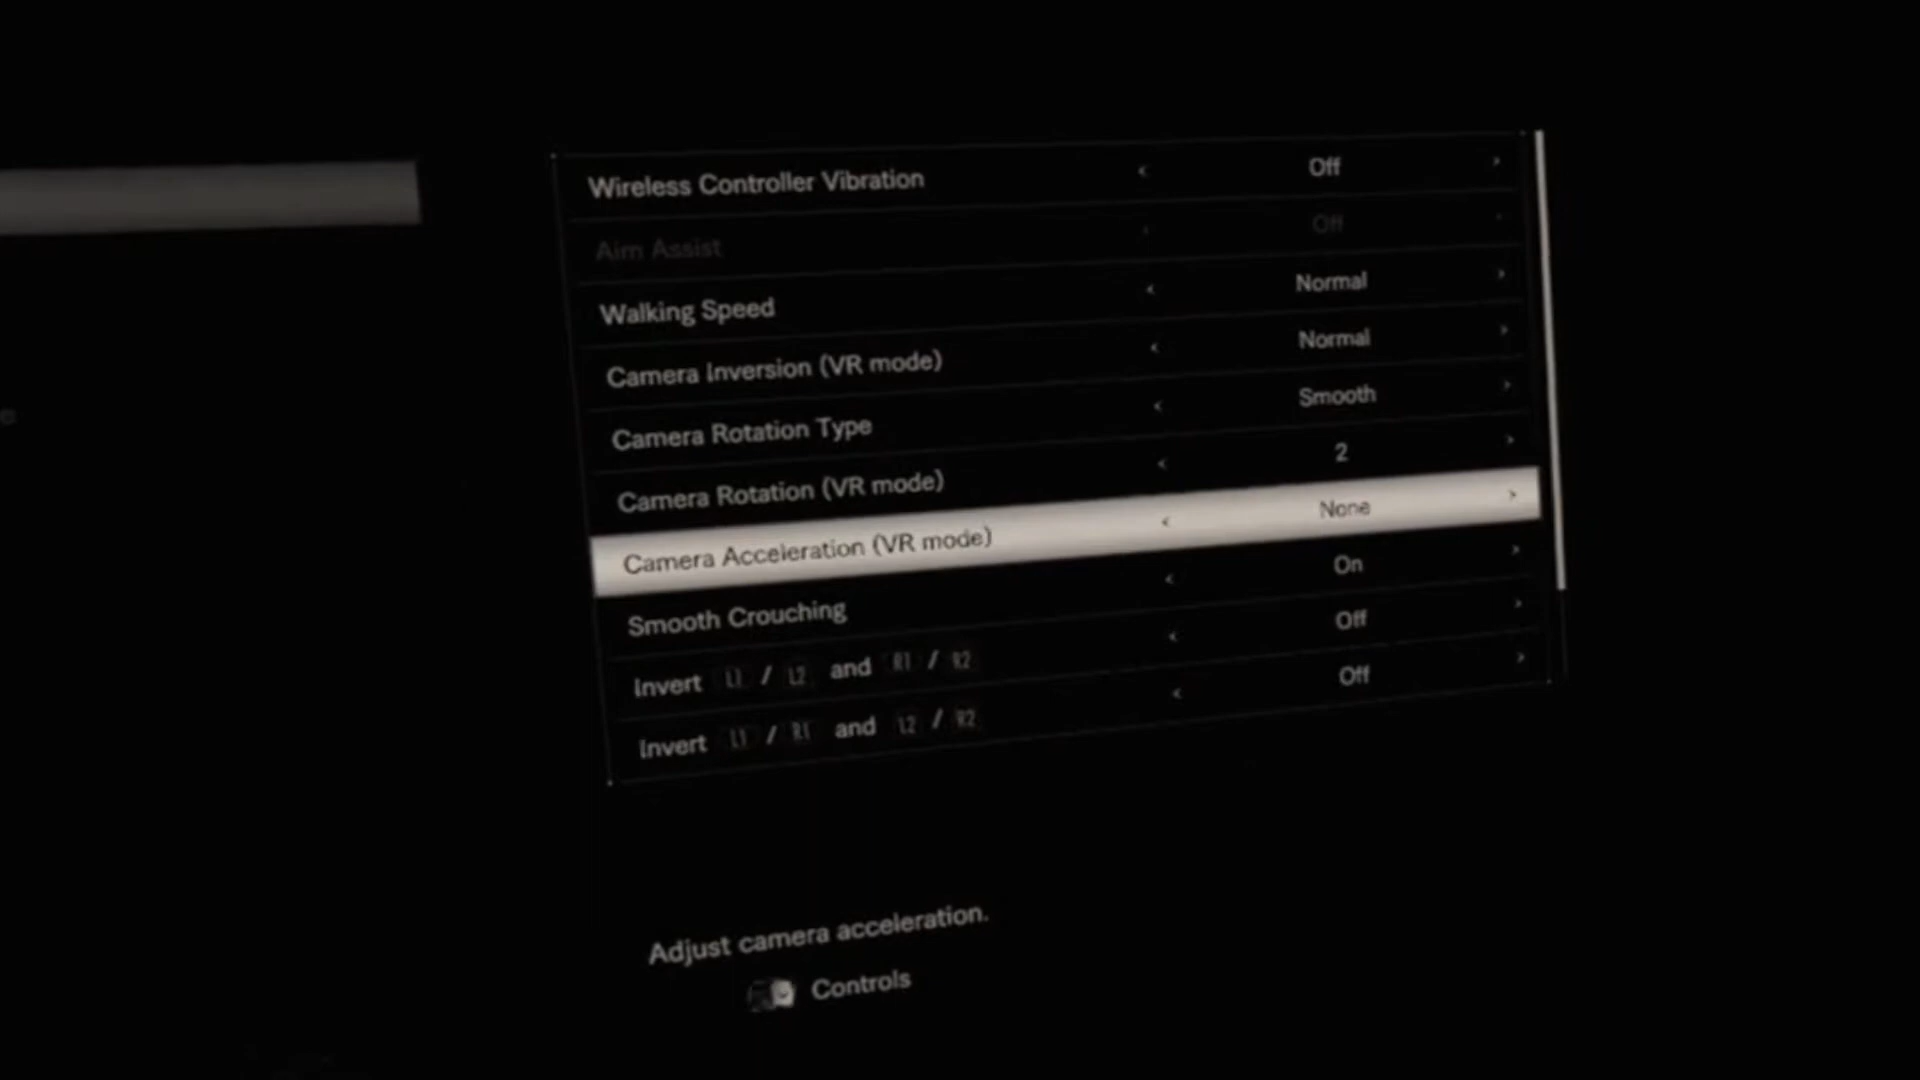 Wireless Controller Vibration < Off >
Aim Assist Off
Walking Speed < Normal >
Camera Inversion (VR mode) < Normal >
Camera Rotation Type < Smooth >
Camera Rotation (VR mode) < 2 >
Camera Acceleration (VR mode) < None >
Smooth Crouching < On >
Invert L1 / L2 and R1 / R2 < Off >
Invert L1 / R1 and L2 / R2 < Off >
Adjust camera acceleration.
Controls